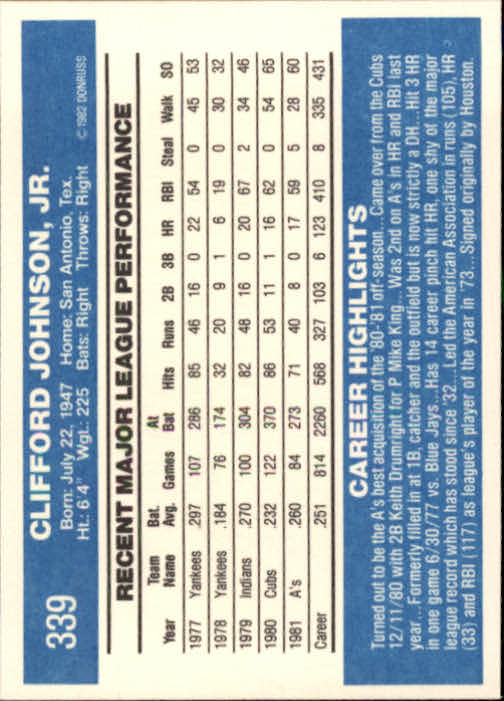 339
CLIFFORD JOHNSON, JR.
Born: July 22, 1947 Home: San Antonio, Tex.
Ht.: 6'4" Wgt.: 225 Bats: Right Throws: Right © 1982 DONRUSS
RECENT MAJOR LEAGUE PERFORMANCE
Team Bat. At
Year Name Avg. Games Bat Hits Runs 2B 3B HR RBI Steal Walk SO
1977 Yankees .297 107 286 85 46 16 0 22 54 0 45 53
1978 Yankees .184 76 174 32 20 9 1 6 19 0 30 32
1979 Indians .270 100 304 82 48 16 0 20 67 2 34 46
1980 Cubs .232 122 370 86 53 11 1 16 62 0 54 65
1981 A's .260 84 273 71 40 8 0 17 59 5 28 60
Career .251 814 2260 568 327 103 6 123 410 8 335 431
CAREER HIGHLIGHTS
Turned out to be the A's best acquisition of the '80-'81 off-season... Came over from the Cubs
12/11/80 with 2B Keith Drumright for P Mike King... Was 2nd on A's in HR and RBI last
year... Formerly filled in at 1B, catcher and the outfield but is now strictly a DH... Hit 3 HR
in one game 6/30/77 vs. Blue Jays... Has 14 career pinch hit HR, one shy of the major
league record which has stood since '32... Led the American Association in runs (105), HR
(33) and RBI (117) as league's player of the year in '73... Signed originally by Houston.